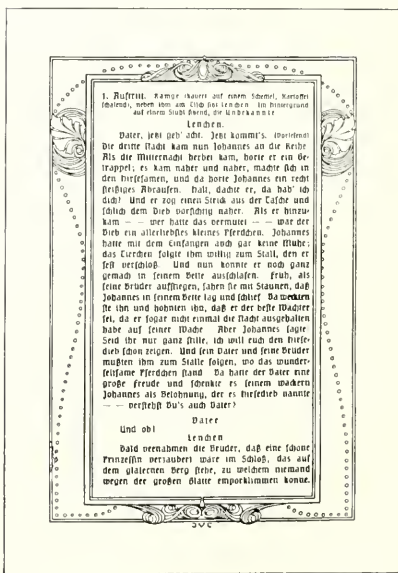 1. Auftritt. Ramge (kauert auf einem Schemel, Kartoffel
schälend), neben ihm am Tisch sitzt Lenchen. Im Hintergrund
auf einem Stuhl sitzend, die Unbekannte
Lenchen.
Vater, jetzt gieb' acht. Jetzt kommt's. (Vorlesend)
Die dritte Nacht kam nun Johannes an die Reihe
Als die Mitternacht herbei kam, hörte er ein Ge-
trappel; es kam näher und näher, machte sich in
den Hirsesamen, und da hörte Johannes ein recht
fleißiges Abraufen. Halt, dachte er, da hab' ich
dich! Und er zog einen Strick aus der Tasche und
schlich dem Dieb vorsichtig näher. Als er hinzu-
kam — — wer hätte das vermutet — — war der
Dieb ein allerliebstes kleines Pferdchen. Johannes
hatte mit dem Einfangen auch gar keine Mühe;
das Tierchen folgte ihm willig zum Stall, den er
fest verschloß. Und nun konnte er noch ganz
gemach in seinem Bette ausschlafen. Früh, als
seine Brüder aufstiegen, sahen sie mit Staunen, daß
Johannes in seinem Bette lag und schlief. Da weckten
sie ihn und höhnten ihn, daß er der beste Wächter
sei, da er sogar nicht einmal die Nacht ausgehalten
habe auf seiner Wache. Aber Johannes sagte:
Seid ihr nur ganz stille, ich will euch den Hirse-
dieb schon zeigen. Und sein Vater und seine Brüder
mußten ihm zum Stalle folgen, wo das wunder-
seltsame Pferdchen stand. Da hatte der Vater eine
große Freude und schenkte es seinem wackern
Johannes als Belohnung, der es Hirsedieb nannte
— — verstehst Du's auch Vater?
Vater
Und ob!
Lenchen
Bald vernahmen die Brüder, daß eine schöne
Prinzessin verzaubert wäre im Schloß, das auf
dem gläsernen Berg stehe, zu welchem niemand
wegen der großen Glätte emporklimmen könne.